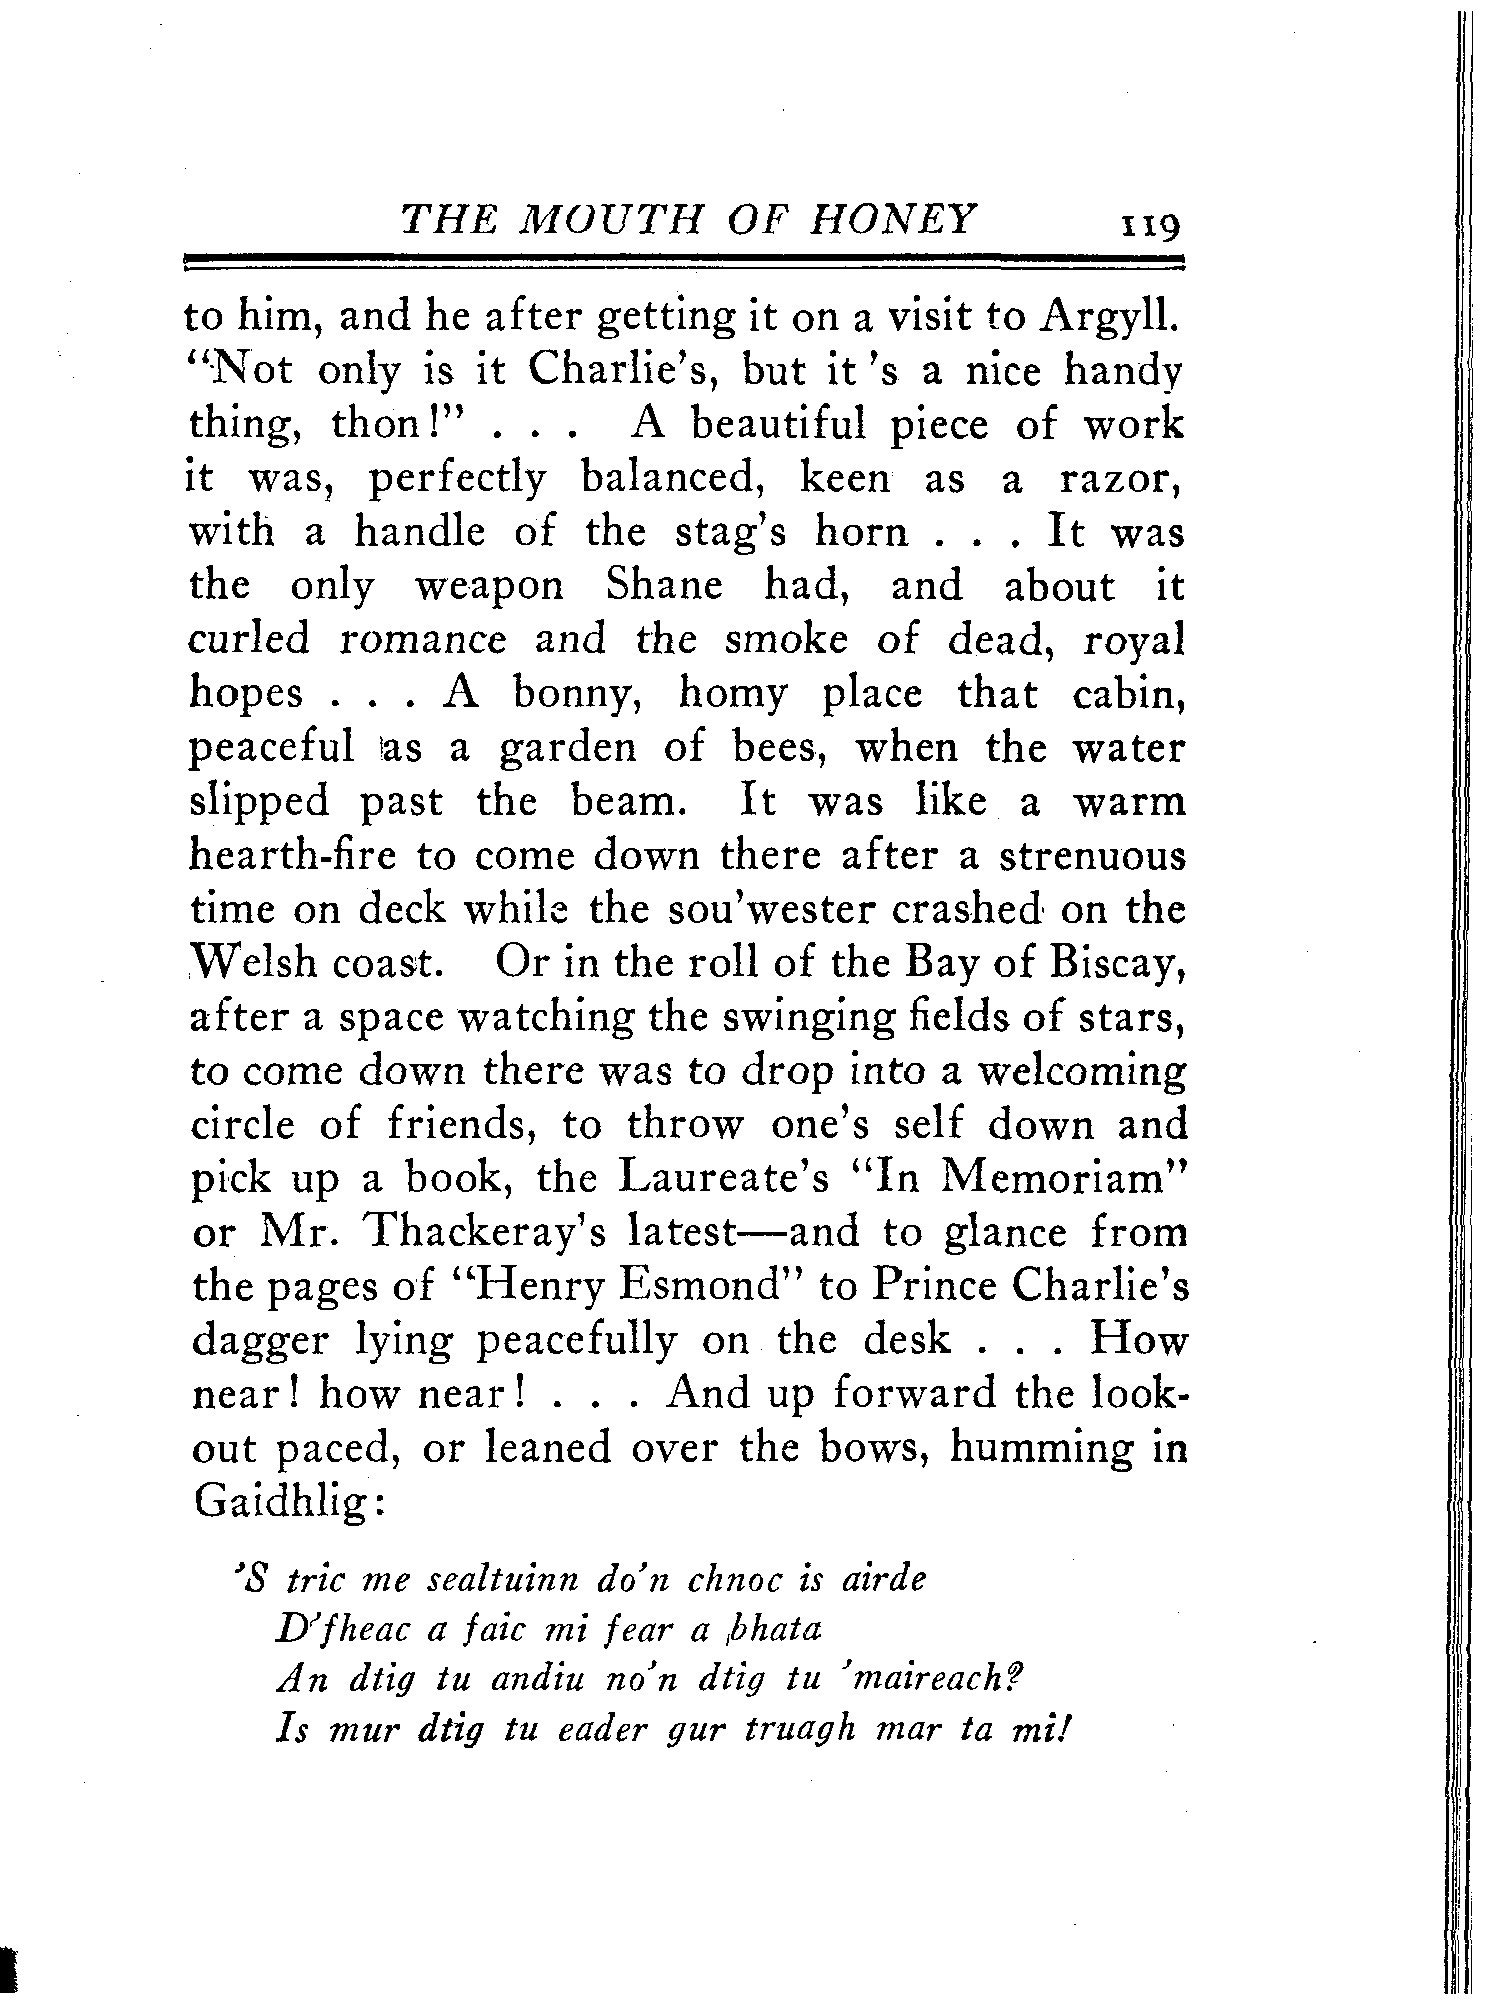 THE MOUTH OF HONEY 119
to him, and he after getting it on a visit to Argyll.
"Not only is it Charlie's, but it 's a nice handy
thing, thon!" . . . A beautiful piece of work
it was, perfectly balanced, keen as a razor,
with a handle of the stag's horn . . . It was
the only weapon Shane had, and about it
curled romance and the smoke of dead, royal
hopes . . . A bonny, homy place that cabin,
peaceful as a garden of bees, when the water
slipped past the beam. It was like a warm
hearth-fire to come down there after a strenuous
time on deck while the sou'wester crashed on the
Welsh coast. Or in the roll of the Bay of Biscay,
after a space watching the swinging fields of stars,
to come down there was to drop into a welcoming
circle of friends, to throw one's self down and
pick up a book, the Laureate's "In Memoriam"
or Mr. Thackeray's latest—and to glance from
the pages of "Henry Esmond" to Prince Charlie's
dagger lying peacefully on the desk . . . How
near! how near! . . . And up forward the look-
out paced, or leaned over the bows, humming in
Gaidhlig:
'S tric me sealtuinn do'n chnoc is airde
D'fheac a faic mi fear a bhata
An dtig tu andiu no'n dtig tu 'maireach?
Is mur dtig tu eader gur truagh mar ta mi!